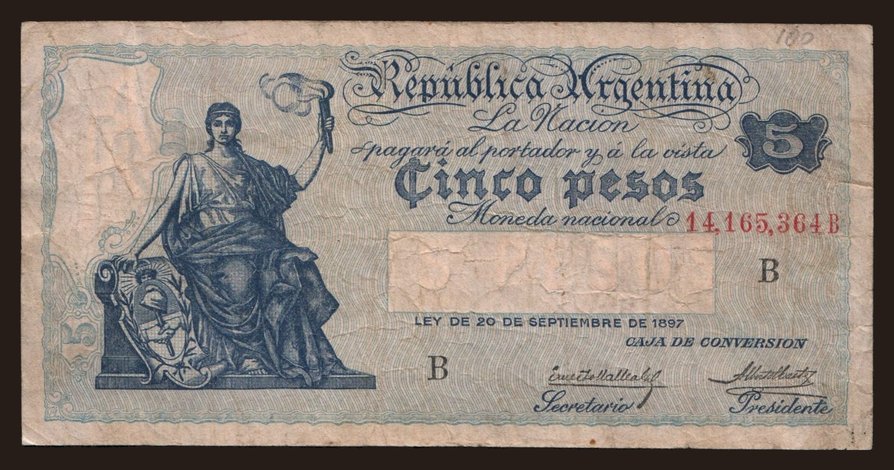 100
República Argentina
La Nación
pagará al portador y á la vista
5
Cinco pesos
Moneda nacional
14,165,364 B
B
LEY DE 20 DE SEPTIEMBRE DE 1897
CAJA DE CONVERSION
B
Secretario
Presidente
5